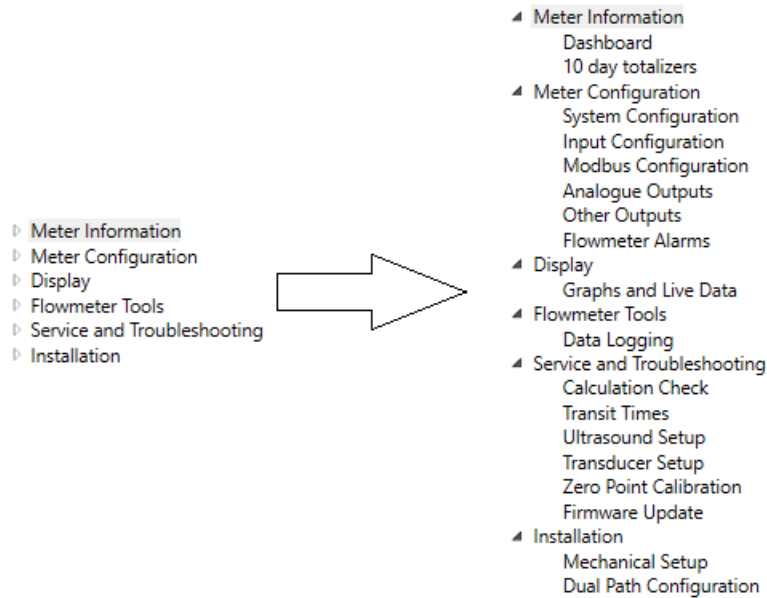 Meter Information
Meter Configuration
Display
Flowmeter Tools
Service and Troubleshooting
Installation
Meter Information
Dashboard
10 day totalizers
Meter Configuration
System Configuration
Input Configuration
Modbus Configuration
Analogue Outputs
Other Outputs
Flowmeter Alarms
Display
Graphs and Live Data
Flowmeter Tools
Data Logging
Service and Troubleshooting
Calculation Check
Transit Times
Ultrasound Setup
Transducer Setup
Zero Point Calibration
Firmware Update
Installation
Mechanical Setup
Dual Path Configuration